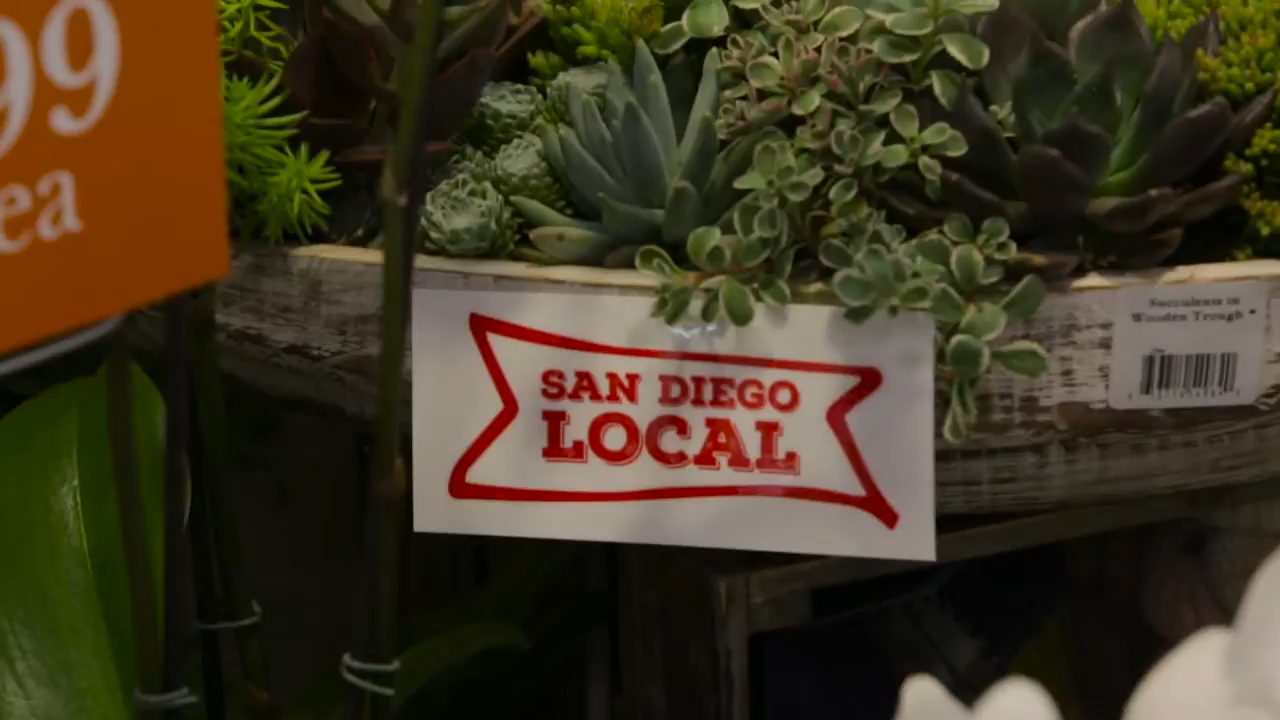 99
ea
SAN DIEGO
LOCAL
Succulents in
Wooden Trough